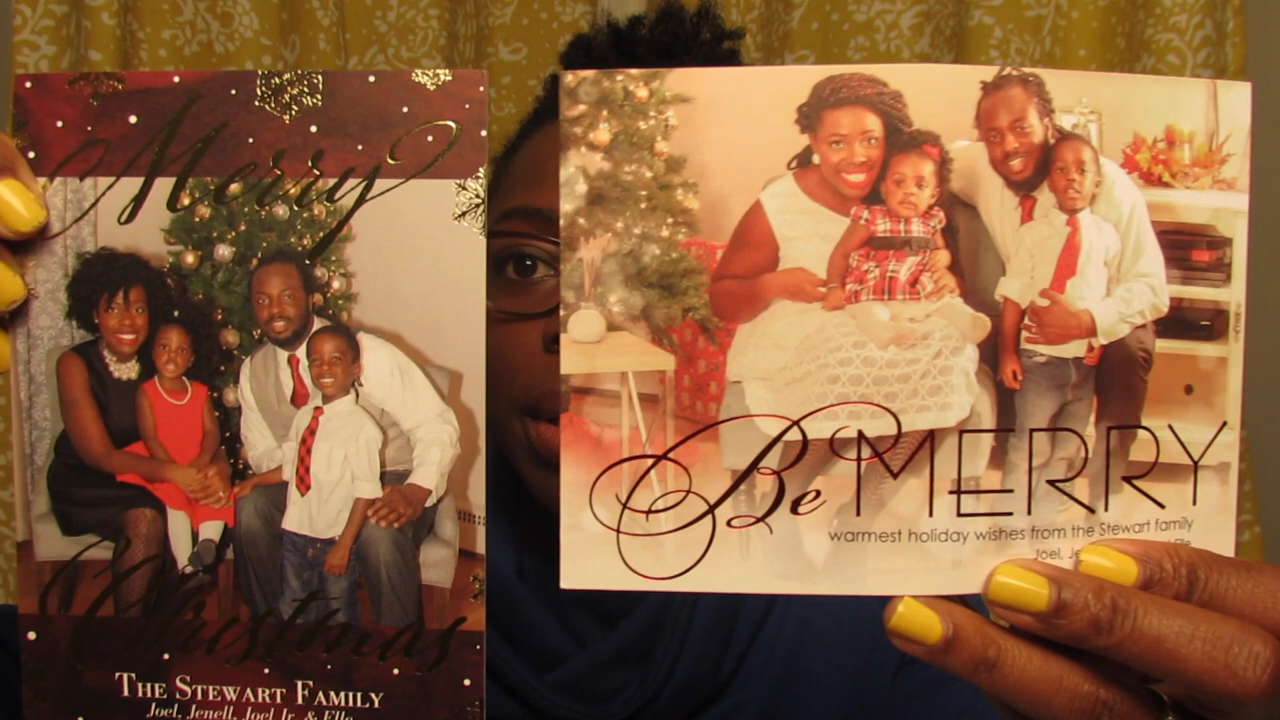 Merry
Christmas
THE STEWART FAMILY
Joel, Jenell, Joel Jr. & Elle
Be MERRY
warmest holiday wishes from the Stewart family
Joel, Elle